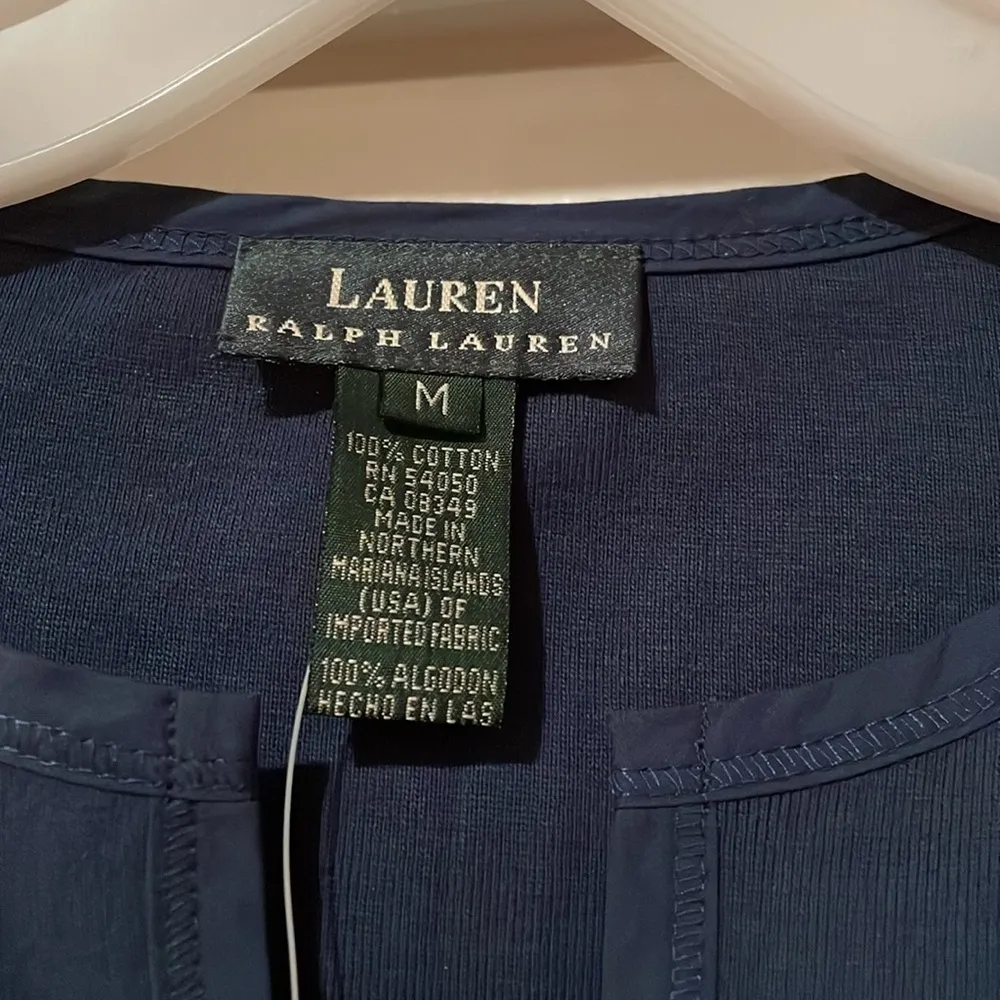 LAUREN
RALPH LAUREN
M
100% COTTON
RN 54050
CA 08349
MADE IN
NORTHERN
MARIANA ISLANDS
(USA) OF
IMPORTED FABRIC
100% ALGODON
HECHO EN LAS